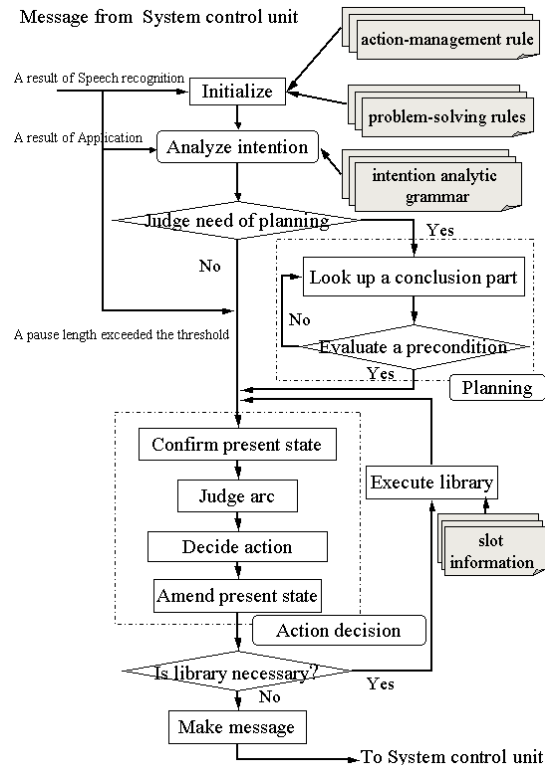 Message from System control unit
action-management rule
A result of Speech recognition
Initialize
problem-solving rules
A result of Application
Analyze intention
intention analytic
grammar
Judge need of planning
Yes
No
Look up a conclusion part
No
A pause length exceeded the threshold
Evaluate a precondition
Yes
Planning
Confirm present state
Execute library
Judge arc
slot
information
Decide action
Amend present state
Action decision
Is library necessary?
Yes
No
Make message
To System control unit